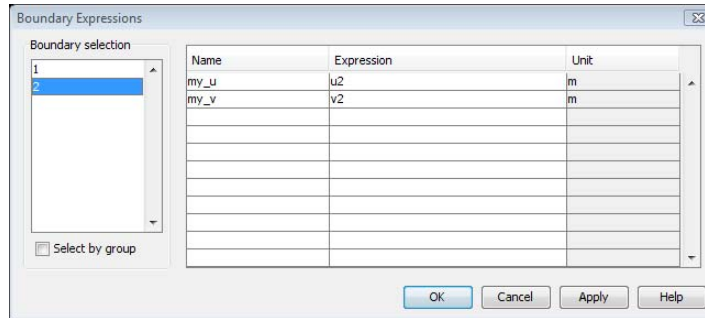 Boundary Expressions
Boundary selection
1
2
Select by group
Name Expression Unit
my_u u2 m
my_v v2 m
OK Cancel Apply Help